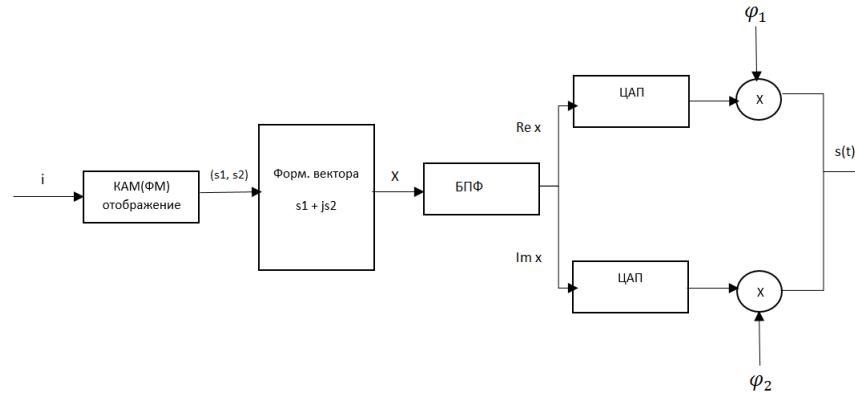 φ₁
ЦАП
X
Re x
s(t)
i
КАМ(ФМ)
отображение
(s1, s2)
Форм. вектора
s1 + js2
X
БПФ
Im x
ЦАП
X
φ₂